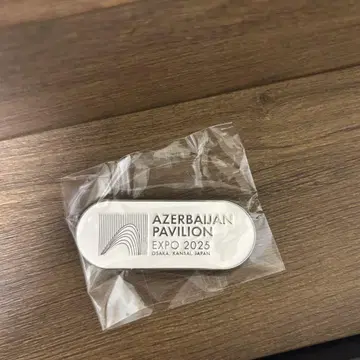 AZERBAIJAN
PAVILION
EXPO 2025
OSAKA, KANSAI, JAPAN